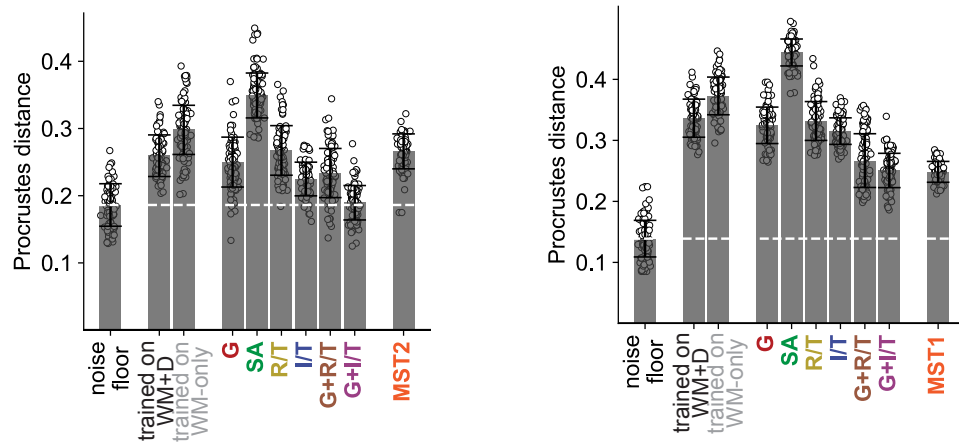 Procrustes distance
0.4
0.3
0.2
0.1
noise
floor
trained on
WM+D
trained on
WM-only
G
SA
R/T
I/T
G+R/T
G+I/T
MST2
Procrustes distance
0.4
0.3
0.2
0.1
noise
floor
trained on
WM+D
trained on
WM-only
G
SA
R/T
I/T
G+R/T
G+I/T
MST1